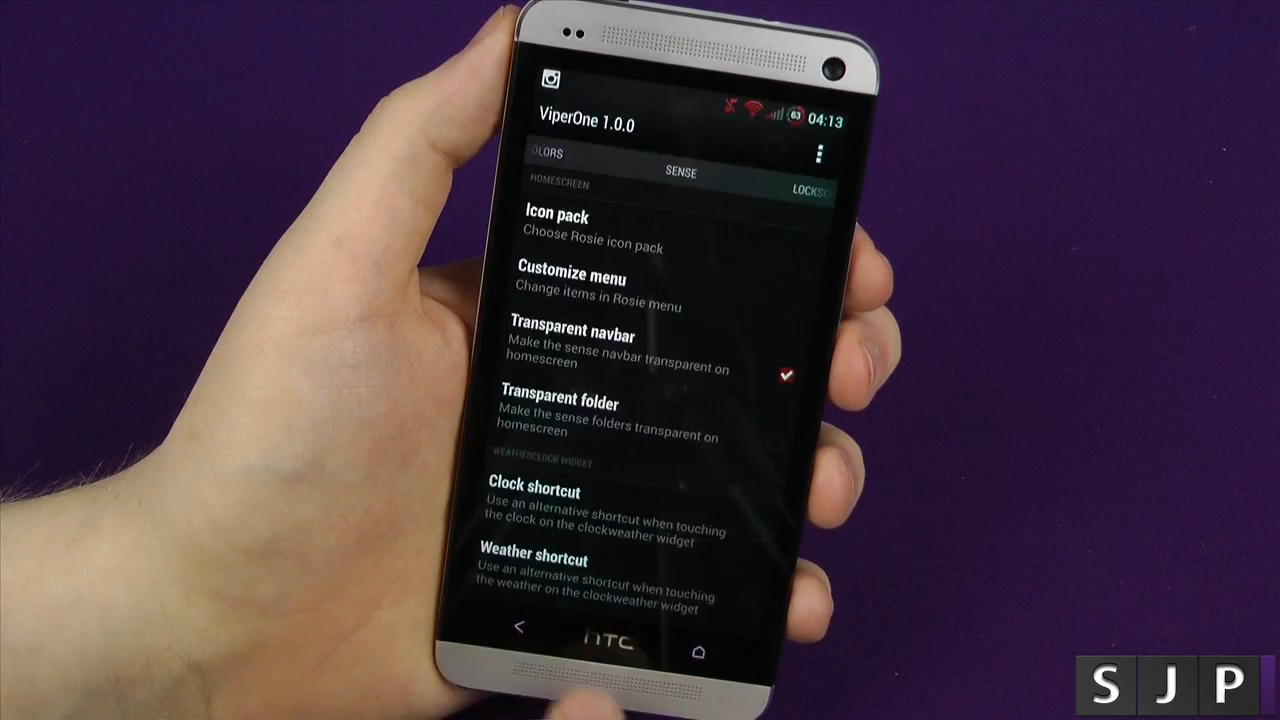 63 04:13
ViperOne 1.0.0
OLORS SENSE LOCKSC
HOMESCREEN
Icon pack
Choose Rosie icon pack
Customize menu
Change items in Rosie menu
Transparent navbar
Make the sense navbar transparent on
homescreen
Transparent folder
Make the sense folders transparent on
homescreen
WEATHERCLOCK WIDGET
Clock shortcut
Use an alternative shortcut when touching
the clock on the clockweather widget
Weather shortcut
Use an alternative shortcut when touching
the weather on the clockweather widget
hTC
SJP